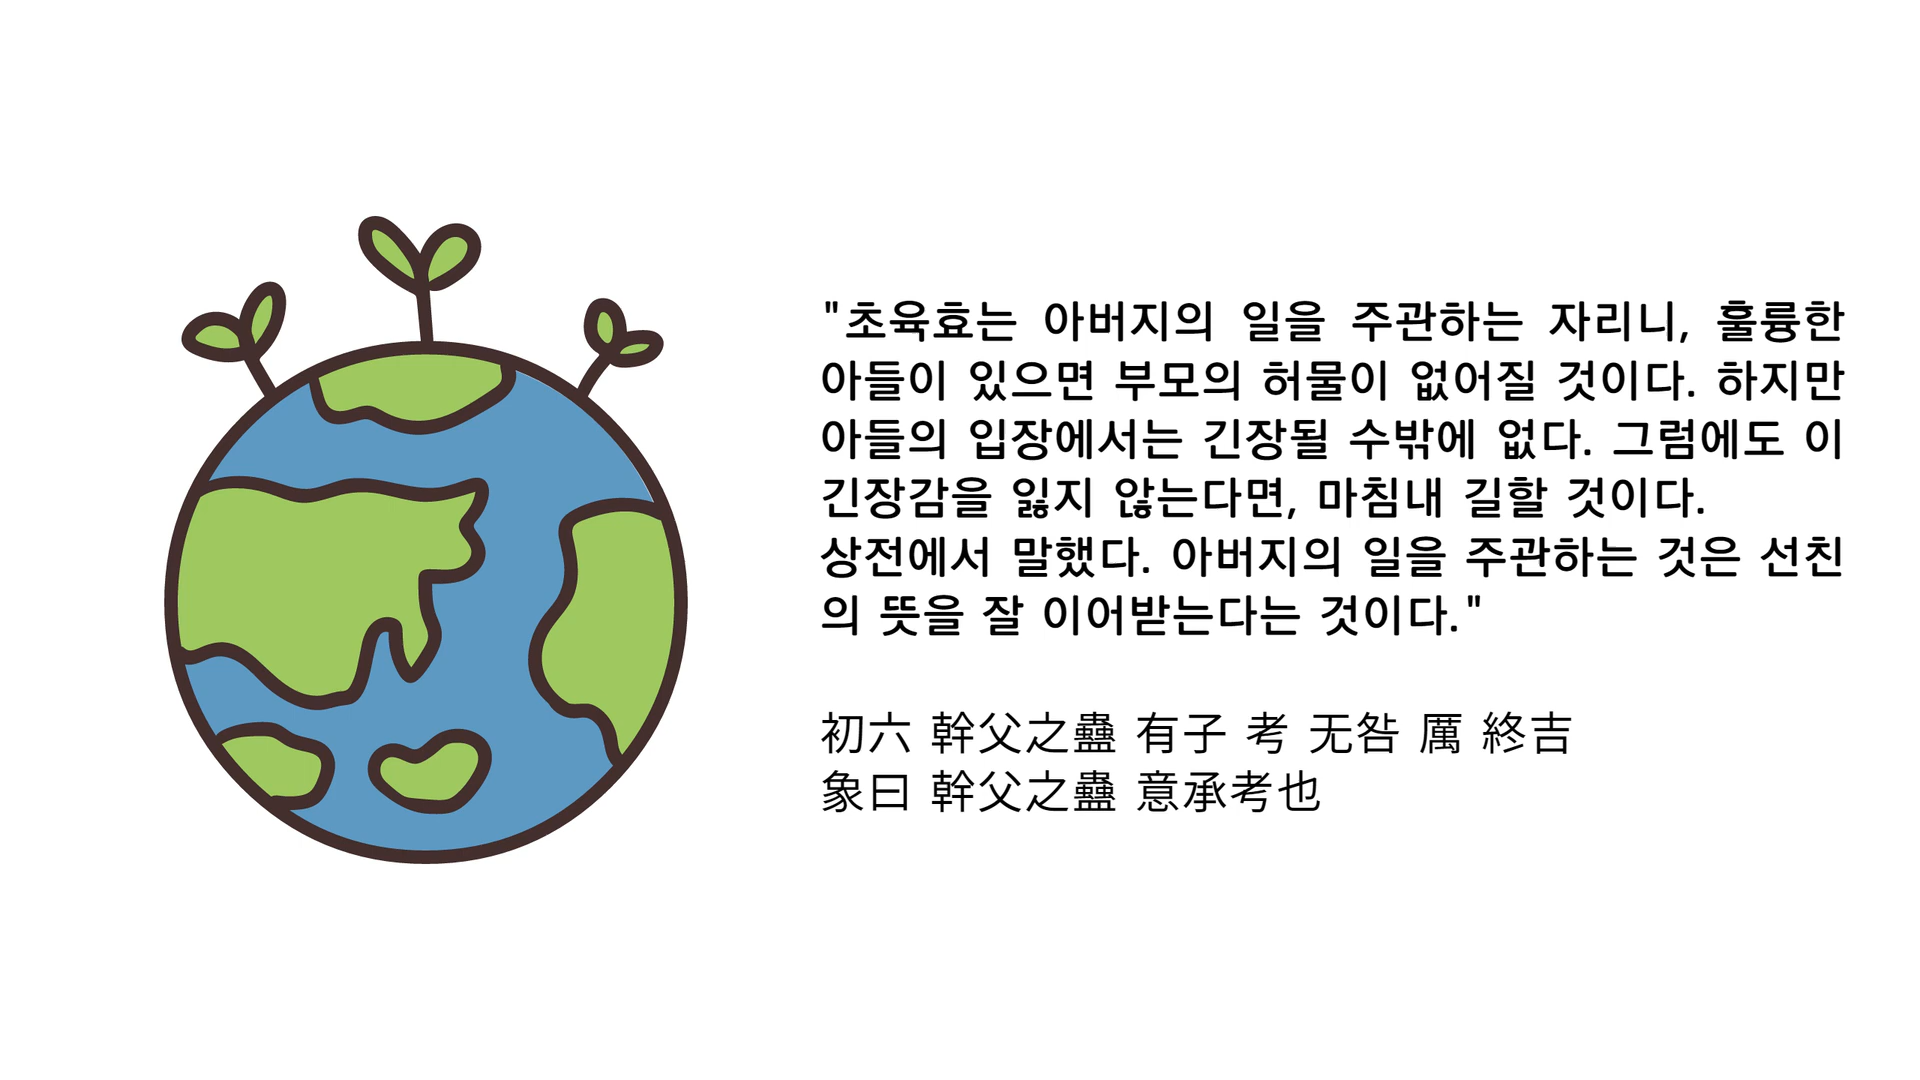 "초육효는 아버지의 일을 주관하는 자리니, 훌륭한
아들이 있으면 부모의 허물이 없어질 것이다. 하지만
아들의 입장에서는 긴장될 수밖에 없다. 그럼에도 이
긴장감을 잃지 않는다면, 마침내 길할 것이다.
상전에서 말했다. 아버지의 일을 주관하는 것은 선친
의 뜻을 잘 이어받는다는 것이다."
初六 幹父之蠱 有子 考 无咎 厲 終吉
象曰 幹父之蠱 意承考也